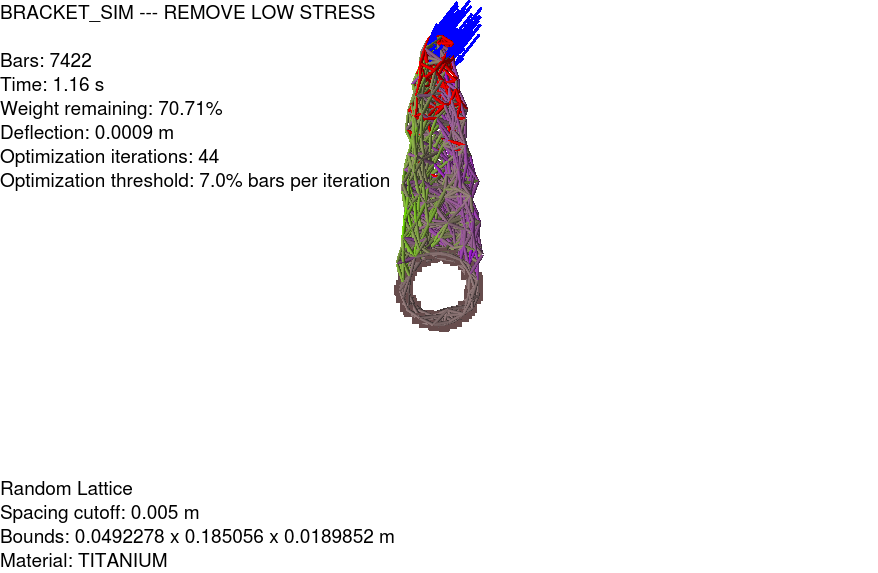 BRACKET_SIM --- REMOVE LOW STRESS
Bars: 7422
Time: 1.16 s
Weight remaining: 70.71%
Deflection: 0.0009 m
Optimization iterations: 44
Optimization threshold: 7.0% bars per iteration
Random Lattice
Spacing cutoff: 0.005 m
Bounds: 0.0492278 x 0.185056 x 0.0189852 m
Material: TITANIUM